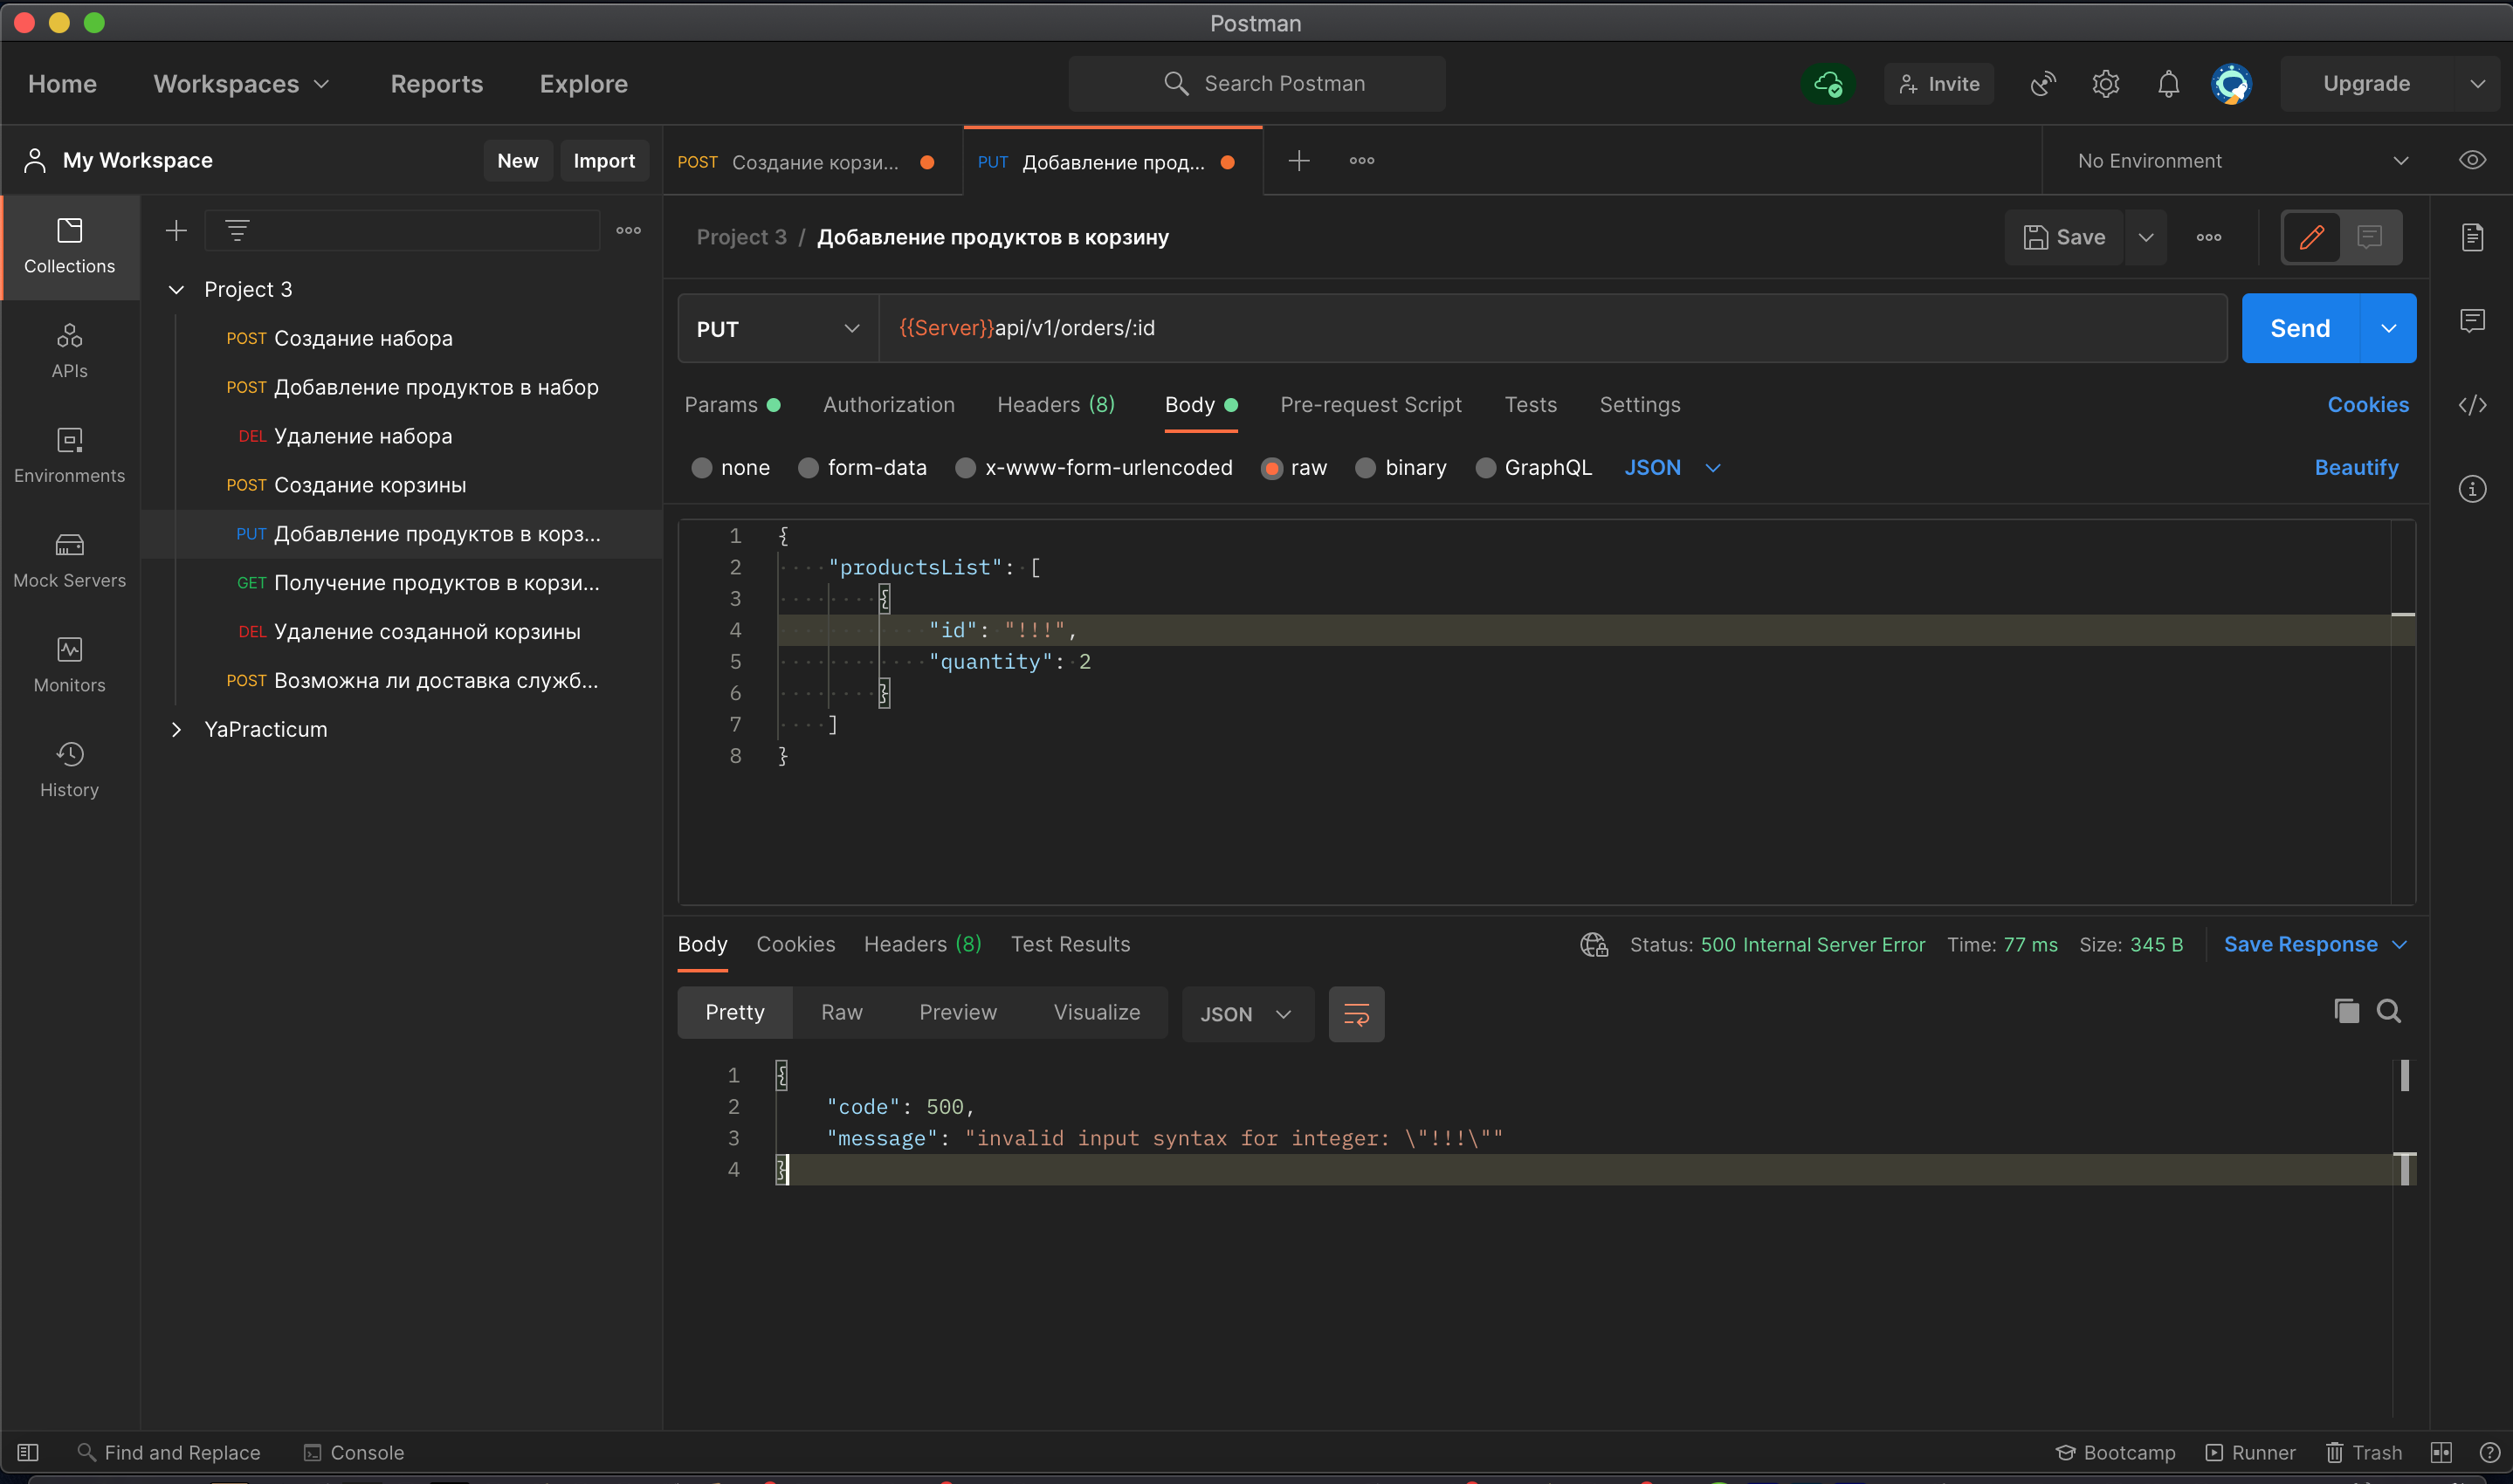 Postman
Home Workspaces Reports Explore Search Postman Invite Upgrade
My Workspace New Import
POST Создание корзи... PUT Добавление прод... ooo No Environment
Collections
APIs
Environments
Mock Servers
Monitors
History
Project 3
POST Создание набора
POST Добавление продуктов в набор
DEL Удаление набора
POST Создание корзины
PUT Добавление продуктов в корз...
GET Получение продуктов в корзи...
DEL Удаление созданной корзины
POST Возможна ли доставка служб...
YaPracticum
Project 3 / Добавление продуктов в корзину Save
PUT {{Server}}api/v1/orders/:id Send
Params Authorization Headers (8) Body Pre-request Script Tests Settings Cookies
none form-data x-www-form-urlencoded raw binary GraphQL JSON Beautify
1 {
2 "productsList": [
3 {
4 "id": "!!!",
5 "quantity": 2
6 }
7 ]
8 }
Body Cookies Headers (8) Test Results Status: 500 Internal Server Error Time: 77 ms Size: 345 B Save Response
Pretty Raw Preview Visualize JSON
1 {
2 "code": 500,
3 "message": "invalid input syntax for integer: \"!!!\""
4 }
Find and Replace Console Bootcamp Runner Trash